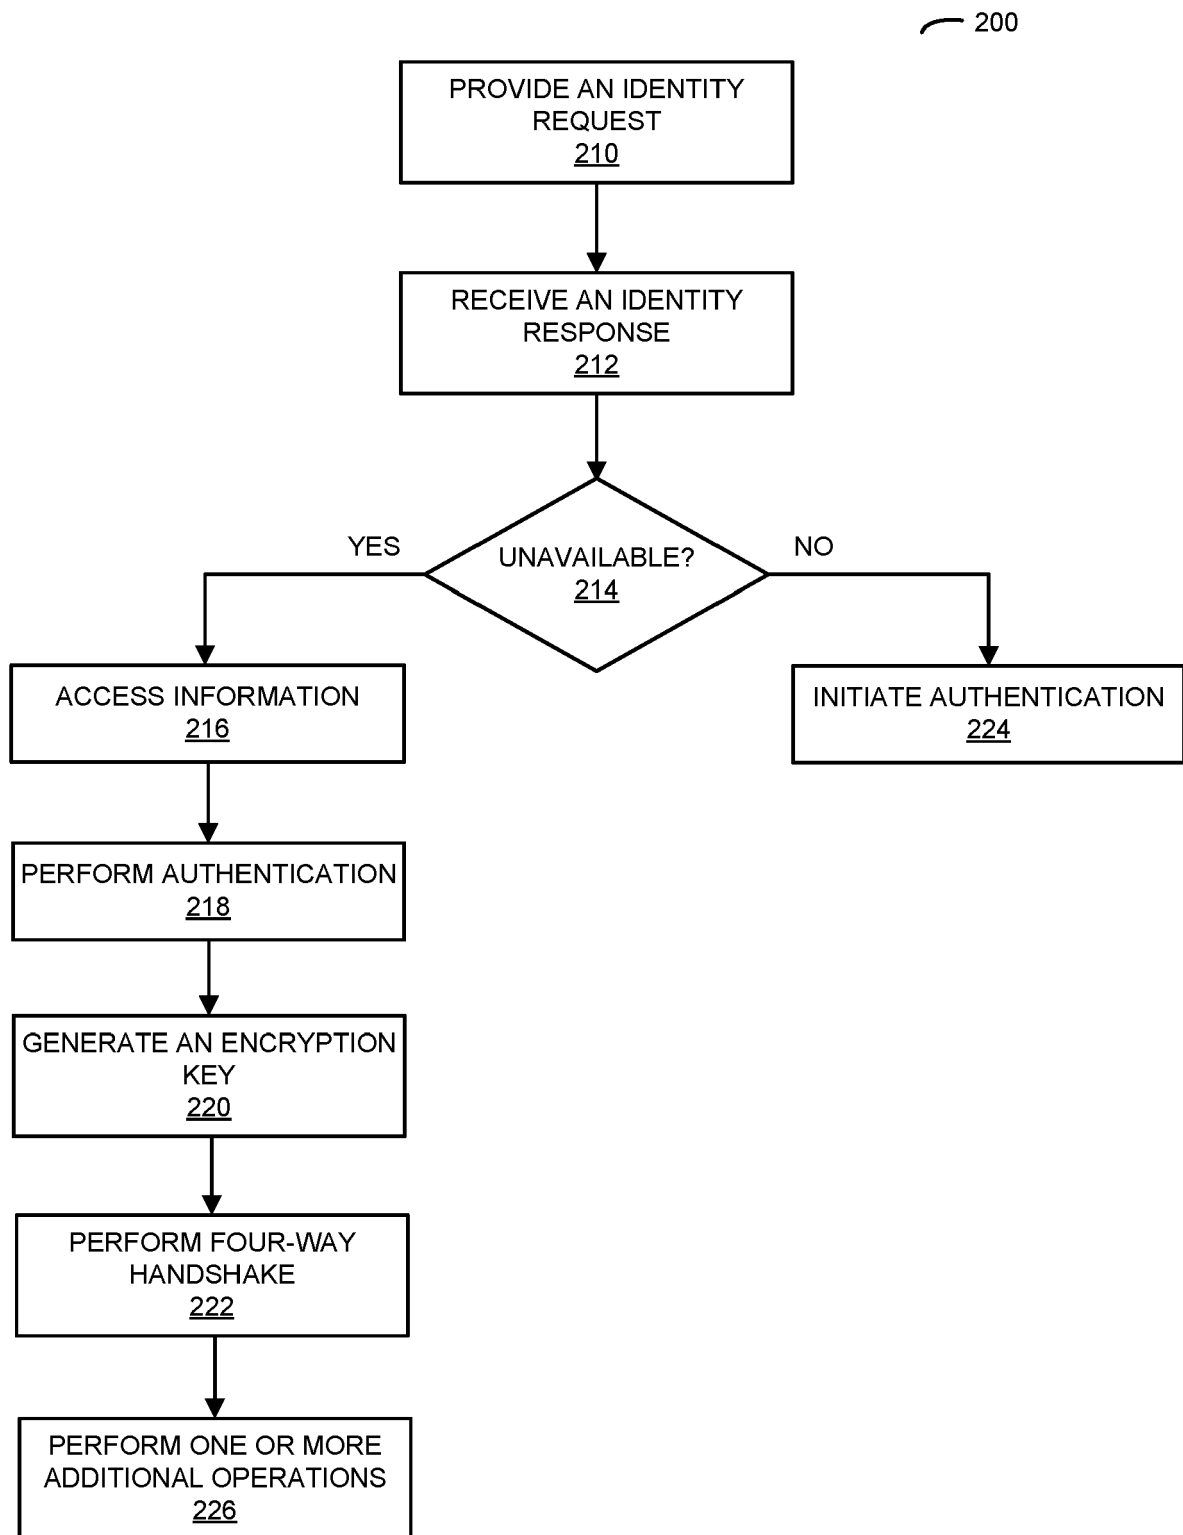 200
PROVIDE AN IDENTITY
REQUEST
210
RECEIVE AN IDENTITY
RESPONSE
212
YES
UNAVAILABLE?
214
NO
ACCESS INFORMATION
216
INITIATE AUTHENTICATION
224
PERFORM AUTHENTICATION
218
GENERATE AN ENCRYPTION
KEY
220
PERFORM FOUR-WAY
HANDSHAKE
222
PERFORM ONE OR MORE
ADDITIONAL OPERATIONS
226